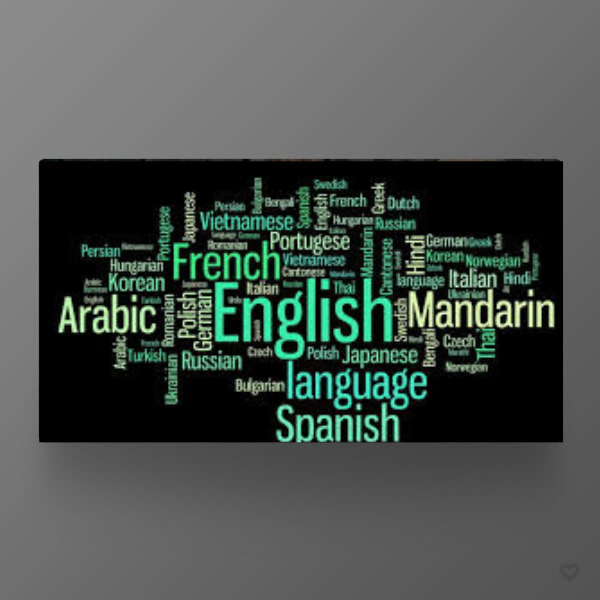 Swedish
Persian
Bulgarian
Bengali
Spanish
English
French
Greek
Dutch
Japanese
Portugese
Vietnamese
Hungarian
Russian
Romanian
Portugese
Mandarin
Cantonese
Hindi
German
Greek
Persian
Hungarian
French
Vietnamese
Cantonese
Korean
Norwegian
Korean
Italian
Thai
language
Italian
Hindi
Ukrainian
Arabic
Romanian
Polish
German
English
Swedish
Mandarin
Arabic
Turkish
Ukrainian
Russian
Czech
Polish
Japanese
Bengali
Czech
Thai
Norwegian
Bulgarian
language
Spanish